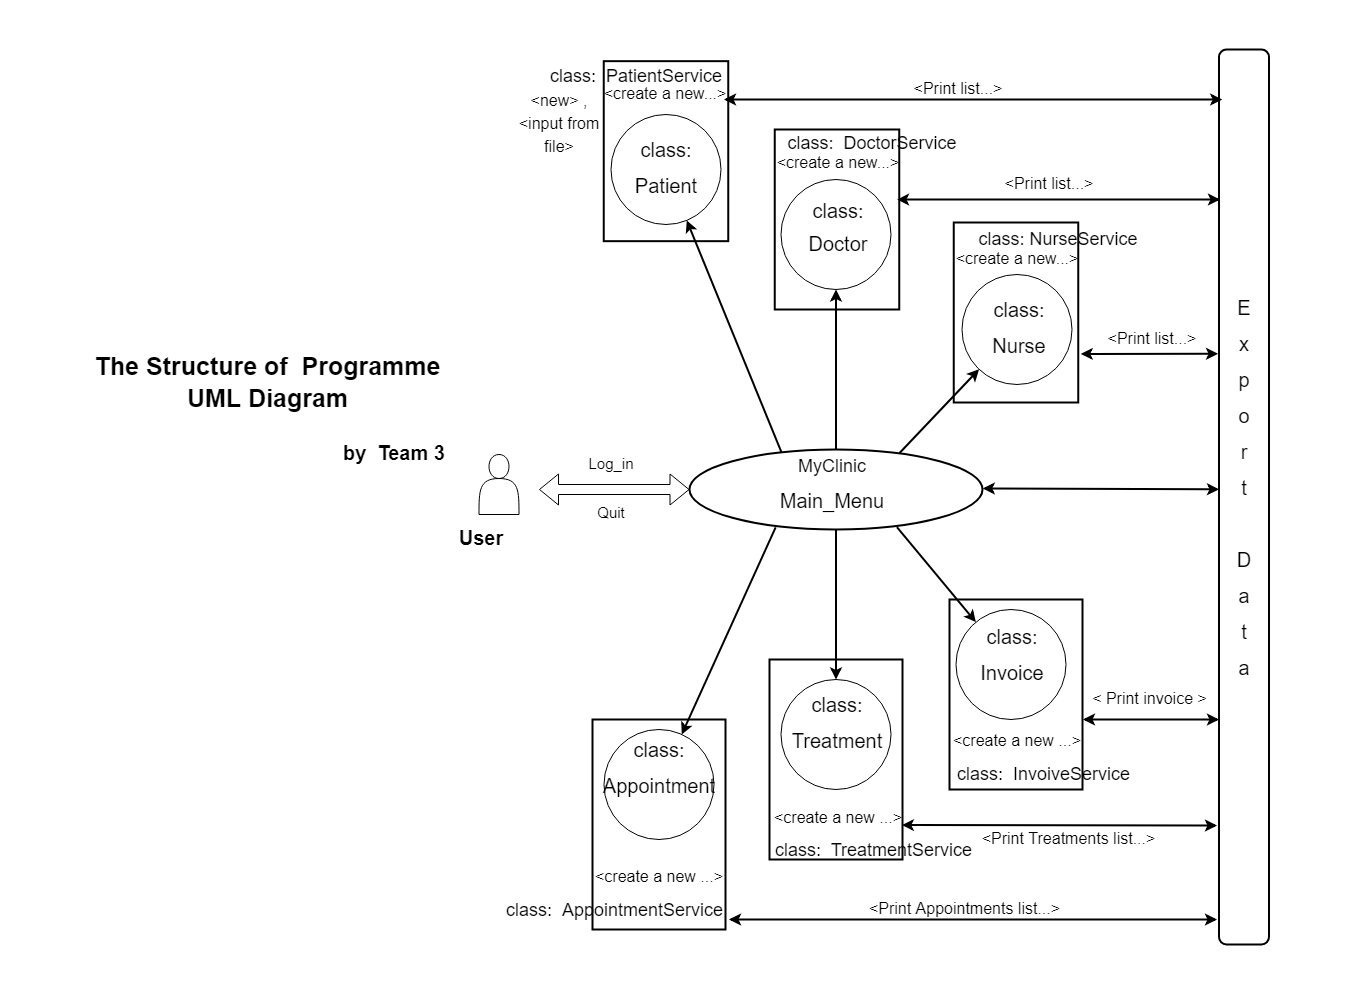 class: PatientService
<create a new...>
<new> ,
<input from
file>
class:
Patient
<Print list...>
class: DoctorService
<create a new...>
class:
Doctor
<Print list...>
class: NurseService
<create a new...>
class:
Nurse
<Print list...>
The Structure of Programme
UML Diagram
by Team 3
User
Log_in
Quit
MyClinic
Main_Menu
E
x
p
o
r
t
D
a
t
a
class:
Invoice
<create a new ...>
class: InvoiveService
< Print invoice >
class:
Treatment
<create a new ...>
class: TreatmentService
<Print Treatments list...>
class:
Appointment
<create a new ...>
class: AppointmentService
<Print Appointments list...>